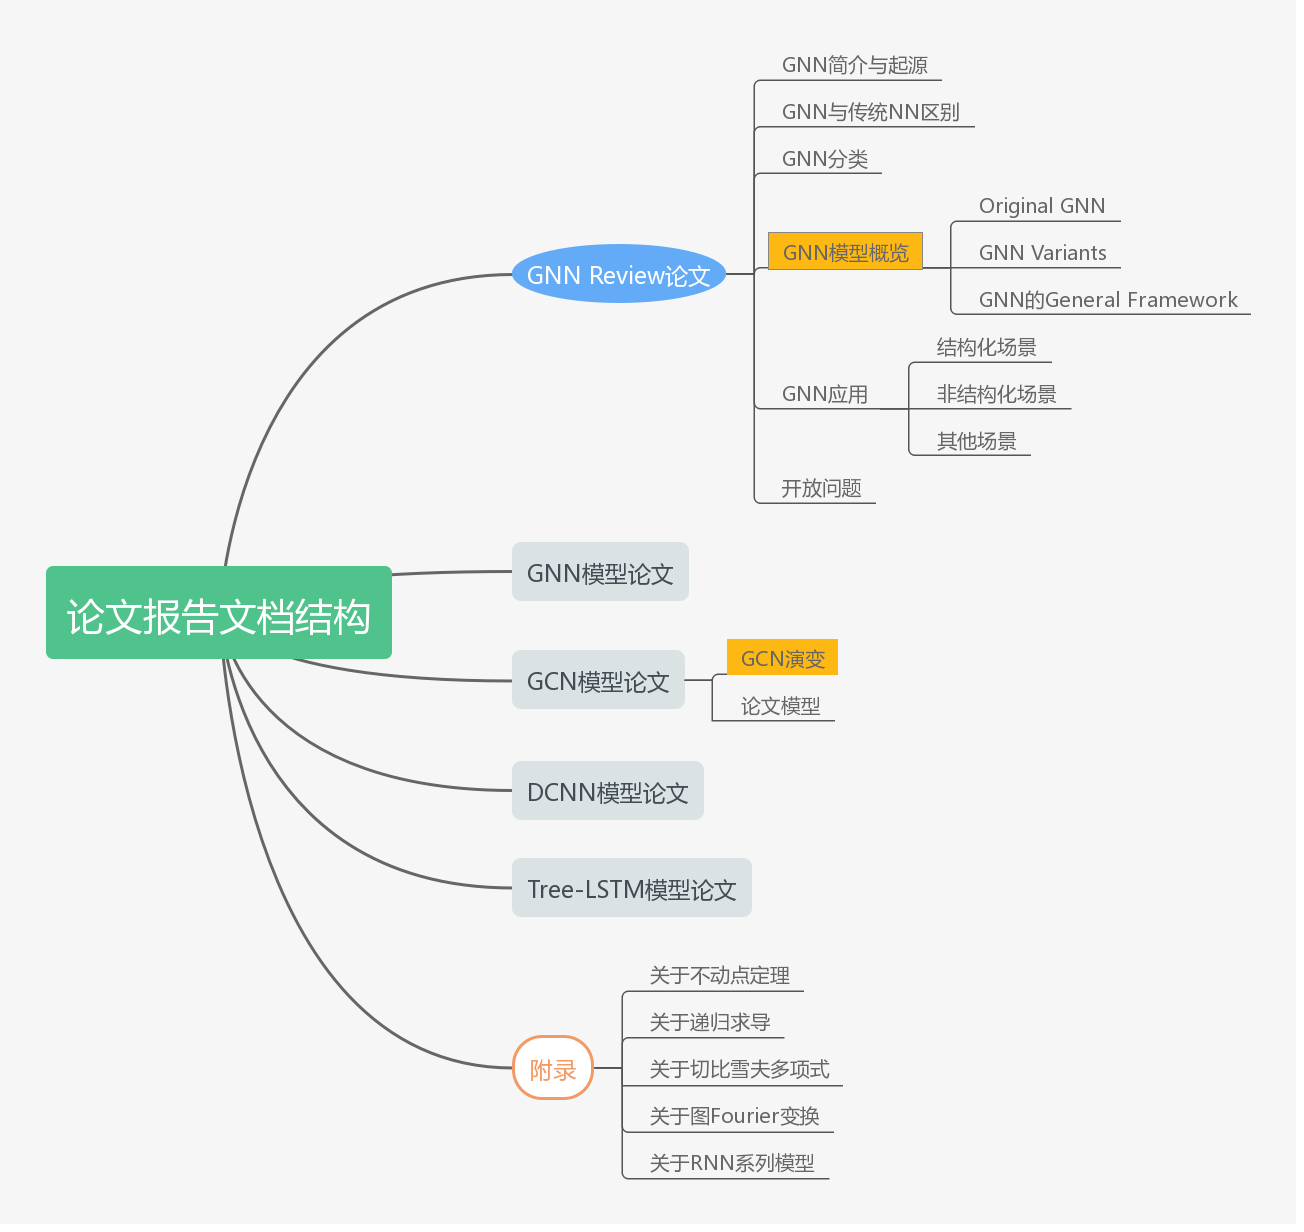 论文报告文档结构
GNN Review论文
GNN简介与起源
GNN与传统NN区别
GNN分类
GNN模型概览
Original GNN
GNN Variants
GNN的General Framework
GNN应用
结构化场景
非结构化场景
其他场景
开放问题
GNN模型论文
GCN模型论文
GCN演变
论文模型
DCNN模型论文
Tree-LSTM模型论文
附录
关于不动点定理
关于递归求导
关于切比雪夫多项式
关于图Fourier变换
关于RNN系列模型